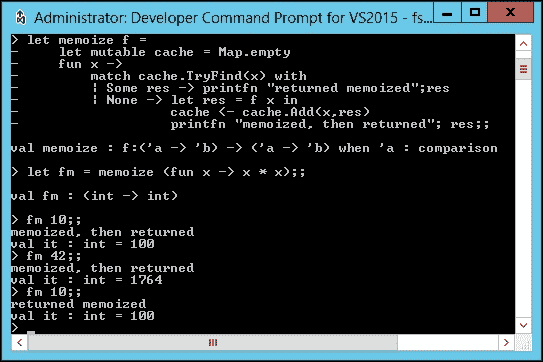 Administrator: Developer Command Prompt for VS2015 - fs...
> let memoize f =
-     let mutable cache = Map.empty
-     fun x ->
-         match cache.TryFind(x) with
-         | Some res -> printfn "returned memoized";res
-         | None -> let res = f x in
-                   cache <- cache.Add(x,res)
-                   printfn "memoized, then returned"; res;;
val memoize : f:('a -> 'b) -> ('a -> 'b) when 'a : comparison
> let fm = memoize (fun x -> x * x);;
val fm : (int -> int)
> fm 10;;
memoized, then returned
val it : int = 100
> fm 42;;
memoized, then returned
val it : int = 1764
> fm 10;;
returned memoized
val it : int = 100
>